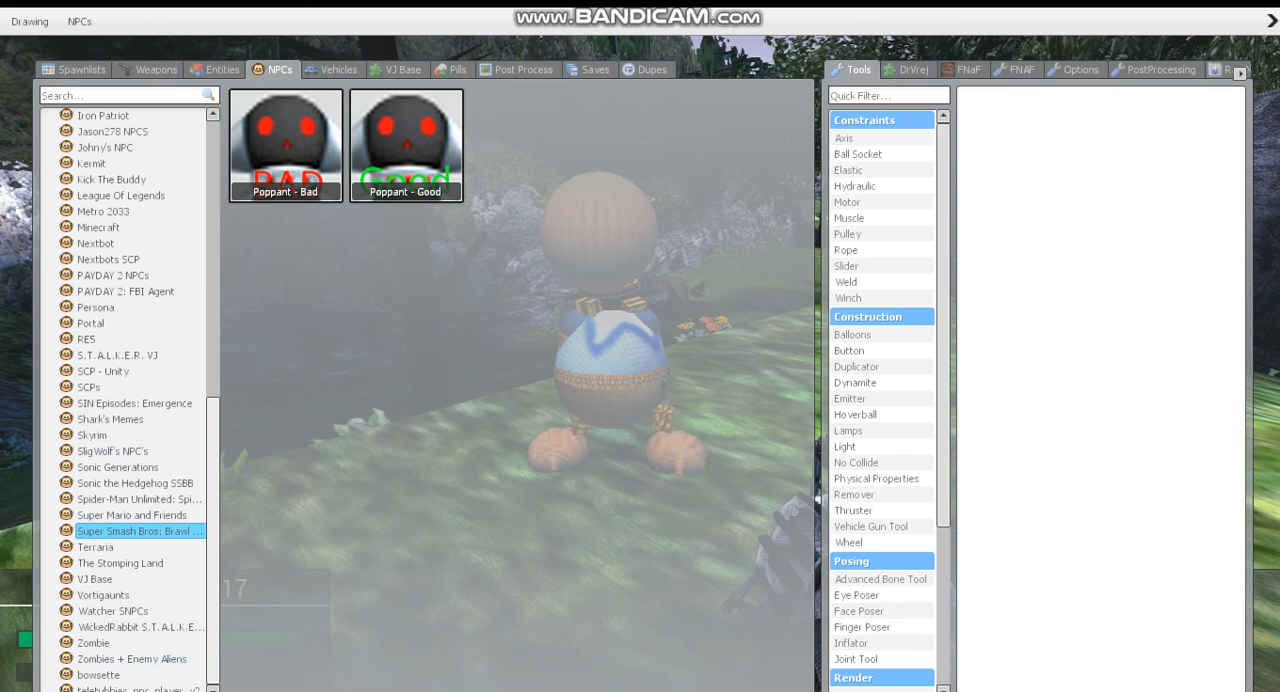 Drawing NPCs
www.BANDICAM.com
Spawnlists Weapons Entities NPCs Vehicles VJ Base Pills Post Process Saves Dupes
Tools DrVrej FNaF FNAF Options PostProcessing
Search...
Iron Patriot
Jason278 NPCS
Johny's NPC
Kermit
Kick The Buddy
League Of Legends
Metro 2033
Minecraft
Nextbot
Nextbots SCP
PAYDAY 2 NPCs
PAYDAY 2: FBI Agent
Persona
Portal
RE5
S.T.A.L.K.E.R. VJ
SCP - Unity
SCPs
SIN Episodes: Emergence
Shark's Memes
Skyrim
SligWolf's NPC's
Sonic Generations
Sonic the Hedgehog SSBB
Spider-Man Unlimited: Spi...
Super Mario and Friends
Super Smash Bros: Brawl ...
Terraria
The Stomping Land
VJ Base
Vortigaunts
Watcher SNPCs
WickedRabbit S.T.A.L.K.E...
Zombie
Zombies + Enemy Aliens
bowsette
teletubbies_npc_player_v2
BAD
Poppant - Bad
Good
Poppant - Good
17
Quick Filter...
Constraints
Axis
Ball Socket
Elastic
Hydraulic
Motor
Muscle
Pulley
Rope
Slider
Weld
Winch
Construction
Balloons
Button
Duplicator
Dynamite
Emitter
Hoverball
Lamps
Light
No Collide
Physical Properties
Remover
Thruster
Vehicle Gun Tool
Wheel
Posing
Advanced Bone Tool
Eye Poser
Face Poser
Finger Poser
Inflator
Joint Tool
Render